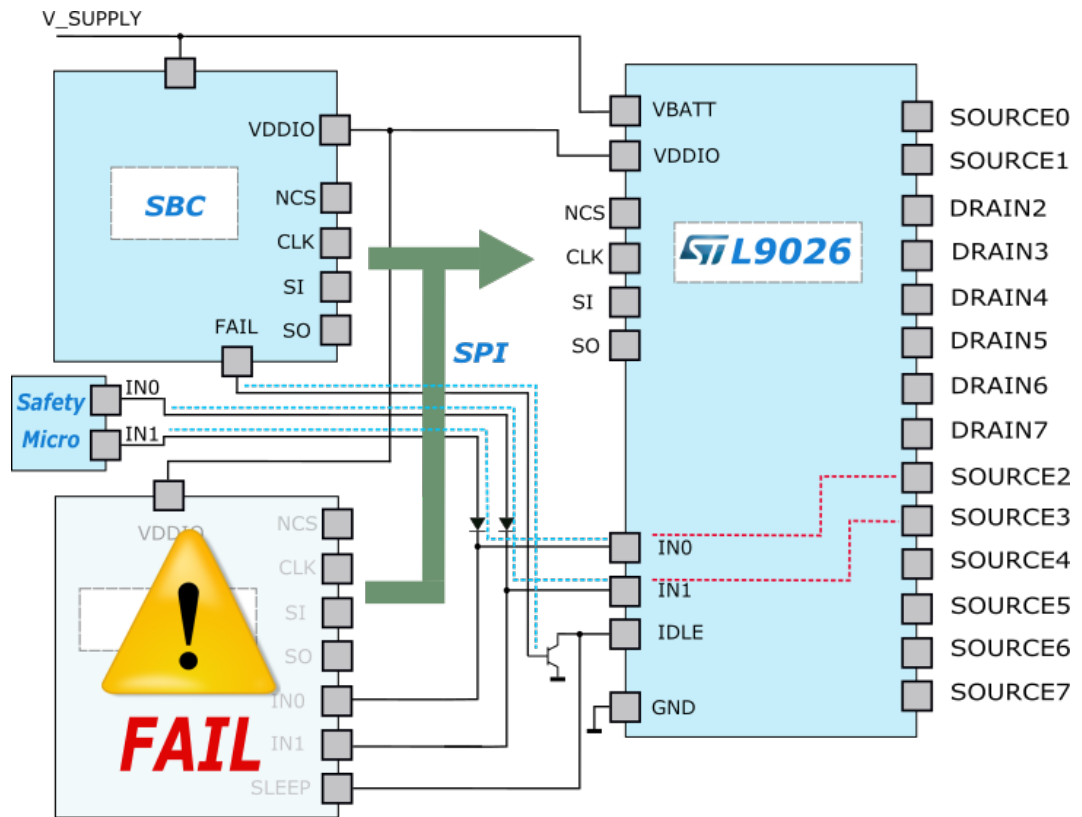 V_SUPPLY
VDDIO
NCS
CLK
SI
SO
FAIL
SBC
SPI
Safety
Micro
IN0
IN1
VDDIO
NCS
CLK
SI
SO
IN0
IN1
SLEEP
FAIL
VBATT
VDDIO
NCS
CLK
SI
SO
IN0
IN1
IDLE
GND
ST L9026
SOURCE0
SOURCE1
DRAIN2
DRAIN3
DRAIN4
DRAIN5
DRAIN6
DRAIN7
SOURCE2
SOURCE3
SOURCE4
SOURCE5
SOURCE6
SOURCE7